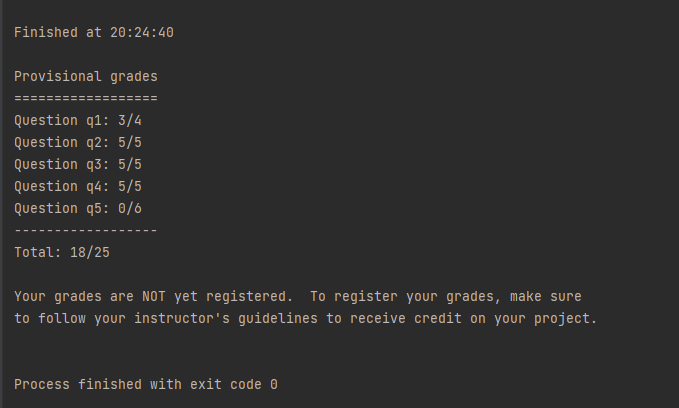 Finished at 20:24:40
Provisional grades
==================
Question q1: 3/4
Question q2: 5/5
Question q3: 5/5
Question q4: 5/5
Question q5: 0/6
------------------
Total: 18/25
Your grades are NOT yet registered.  To register your grades, make sure
to follow your instructor's guidelines to receive credit on your project.
Process finished with exit code 0